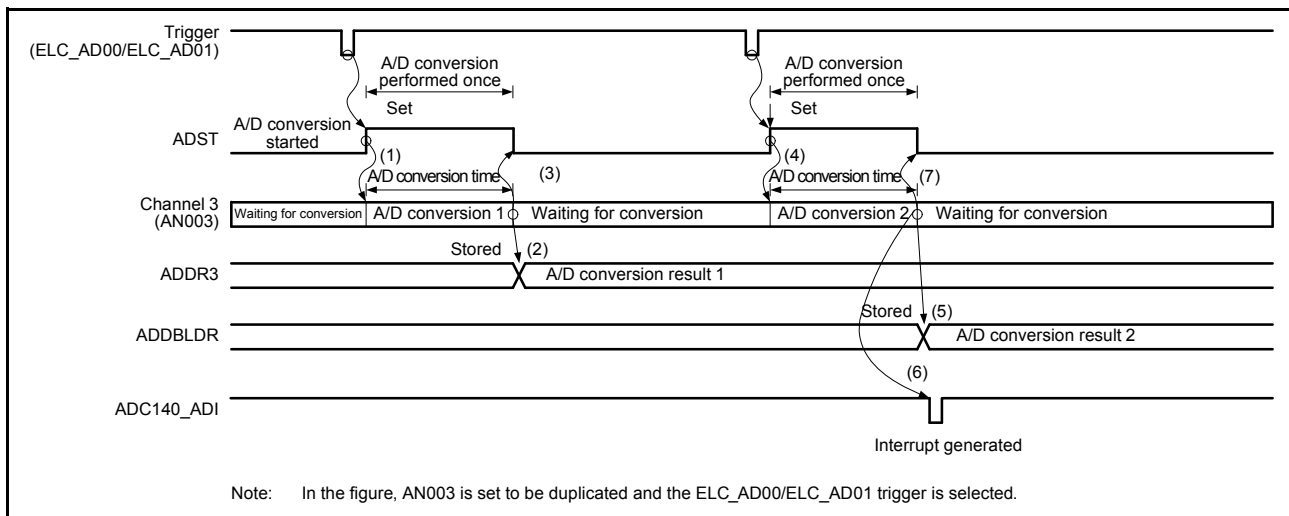 Trigger
(ELC_AD00/ELC_AD01)
A/D conversion
performed once
A/D conversion
performed once
Set
Set
A/D conversion
started
ADST
(1)
(3)
(4)
(7)
A/D conversion time
A/D conversion time
Channel 3
(AN003)
Waiting for conversion
A/D conversion 1
Waiting for conversion
A/D conversion 2
Waiting for conversion
Stored
(2)
ADDR3
A/D conversion result 1
Stored
(5)
ADDBLDR
A/D conversion result 2
(6)
ADC140_ADI
Interrupt generated
Note: In the figure, AN003 is set to be duplicated and the ELC_AD00/ELC_AD01 trigger is selected.